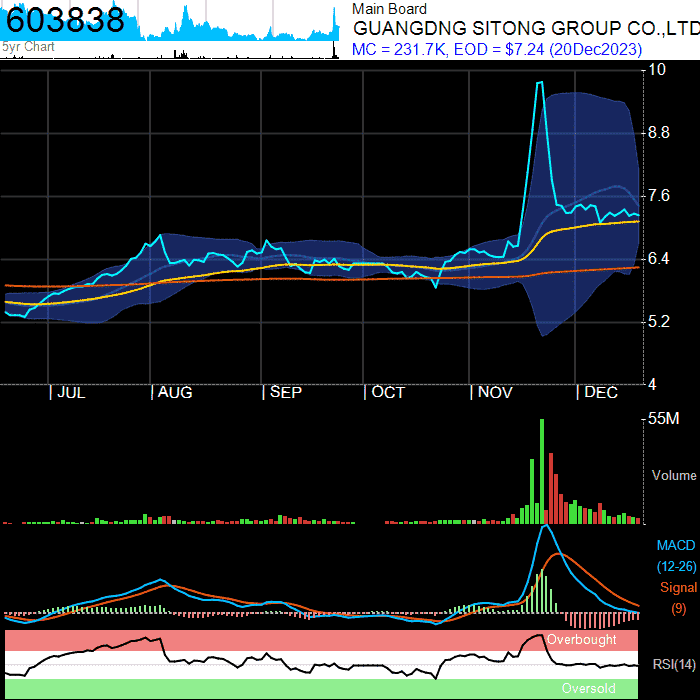 603838
5yr Chart
Main Board
GUANGDNG SITONG GROUP CO.,LTD
MC = 231.7K, EOD = $7.24 (20Dec2023)
10
8.8
7.6
6.4
5.2
4
JUL
AUG
SEP
OCT
NOV
DEC
55M
Volume
MACD
(12-26)
Signal
(9)
Overbought
RSI(14)
Oversold